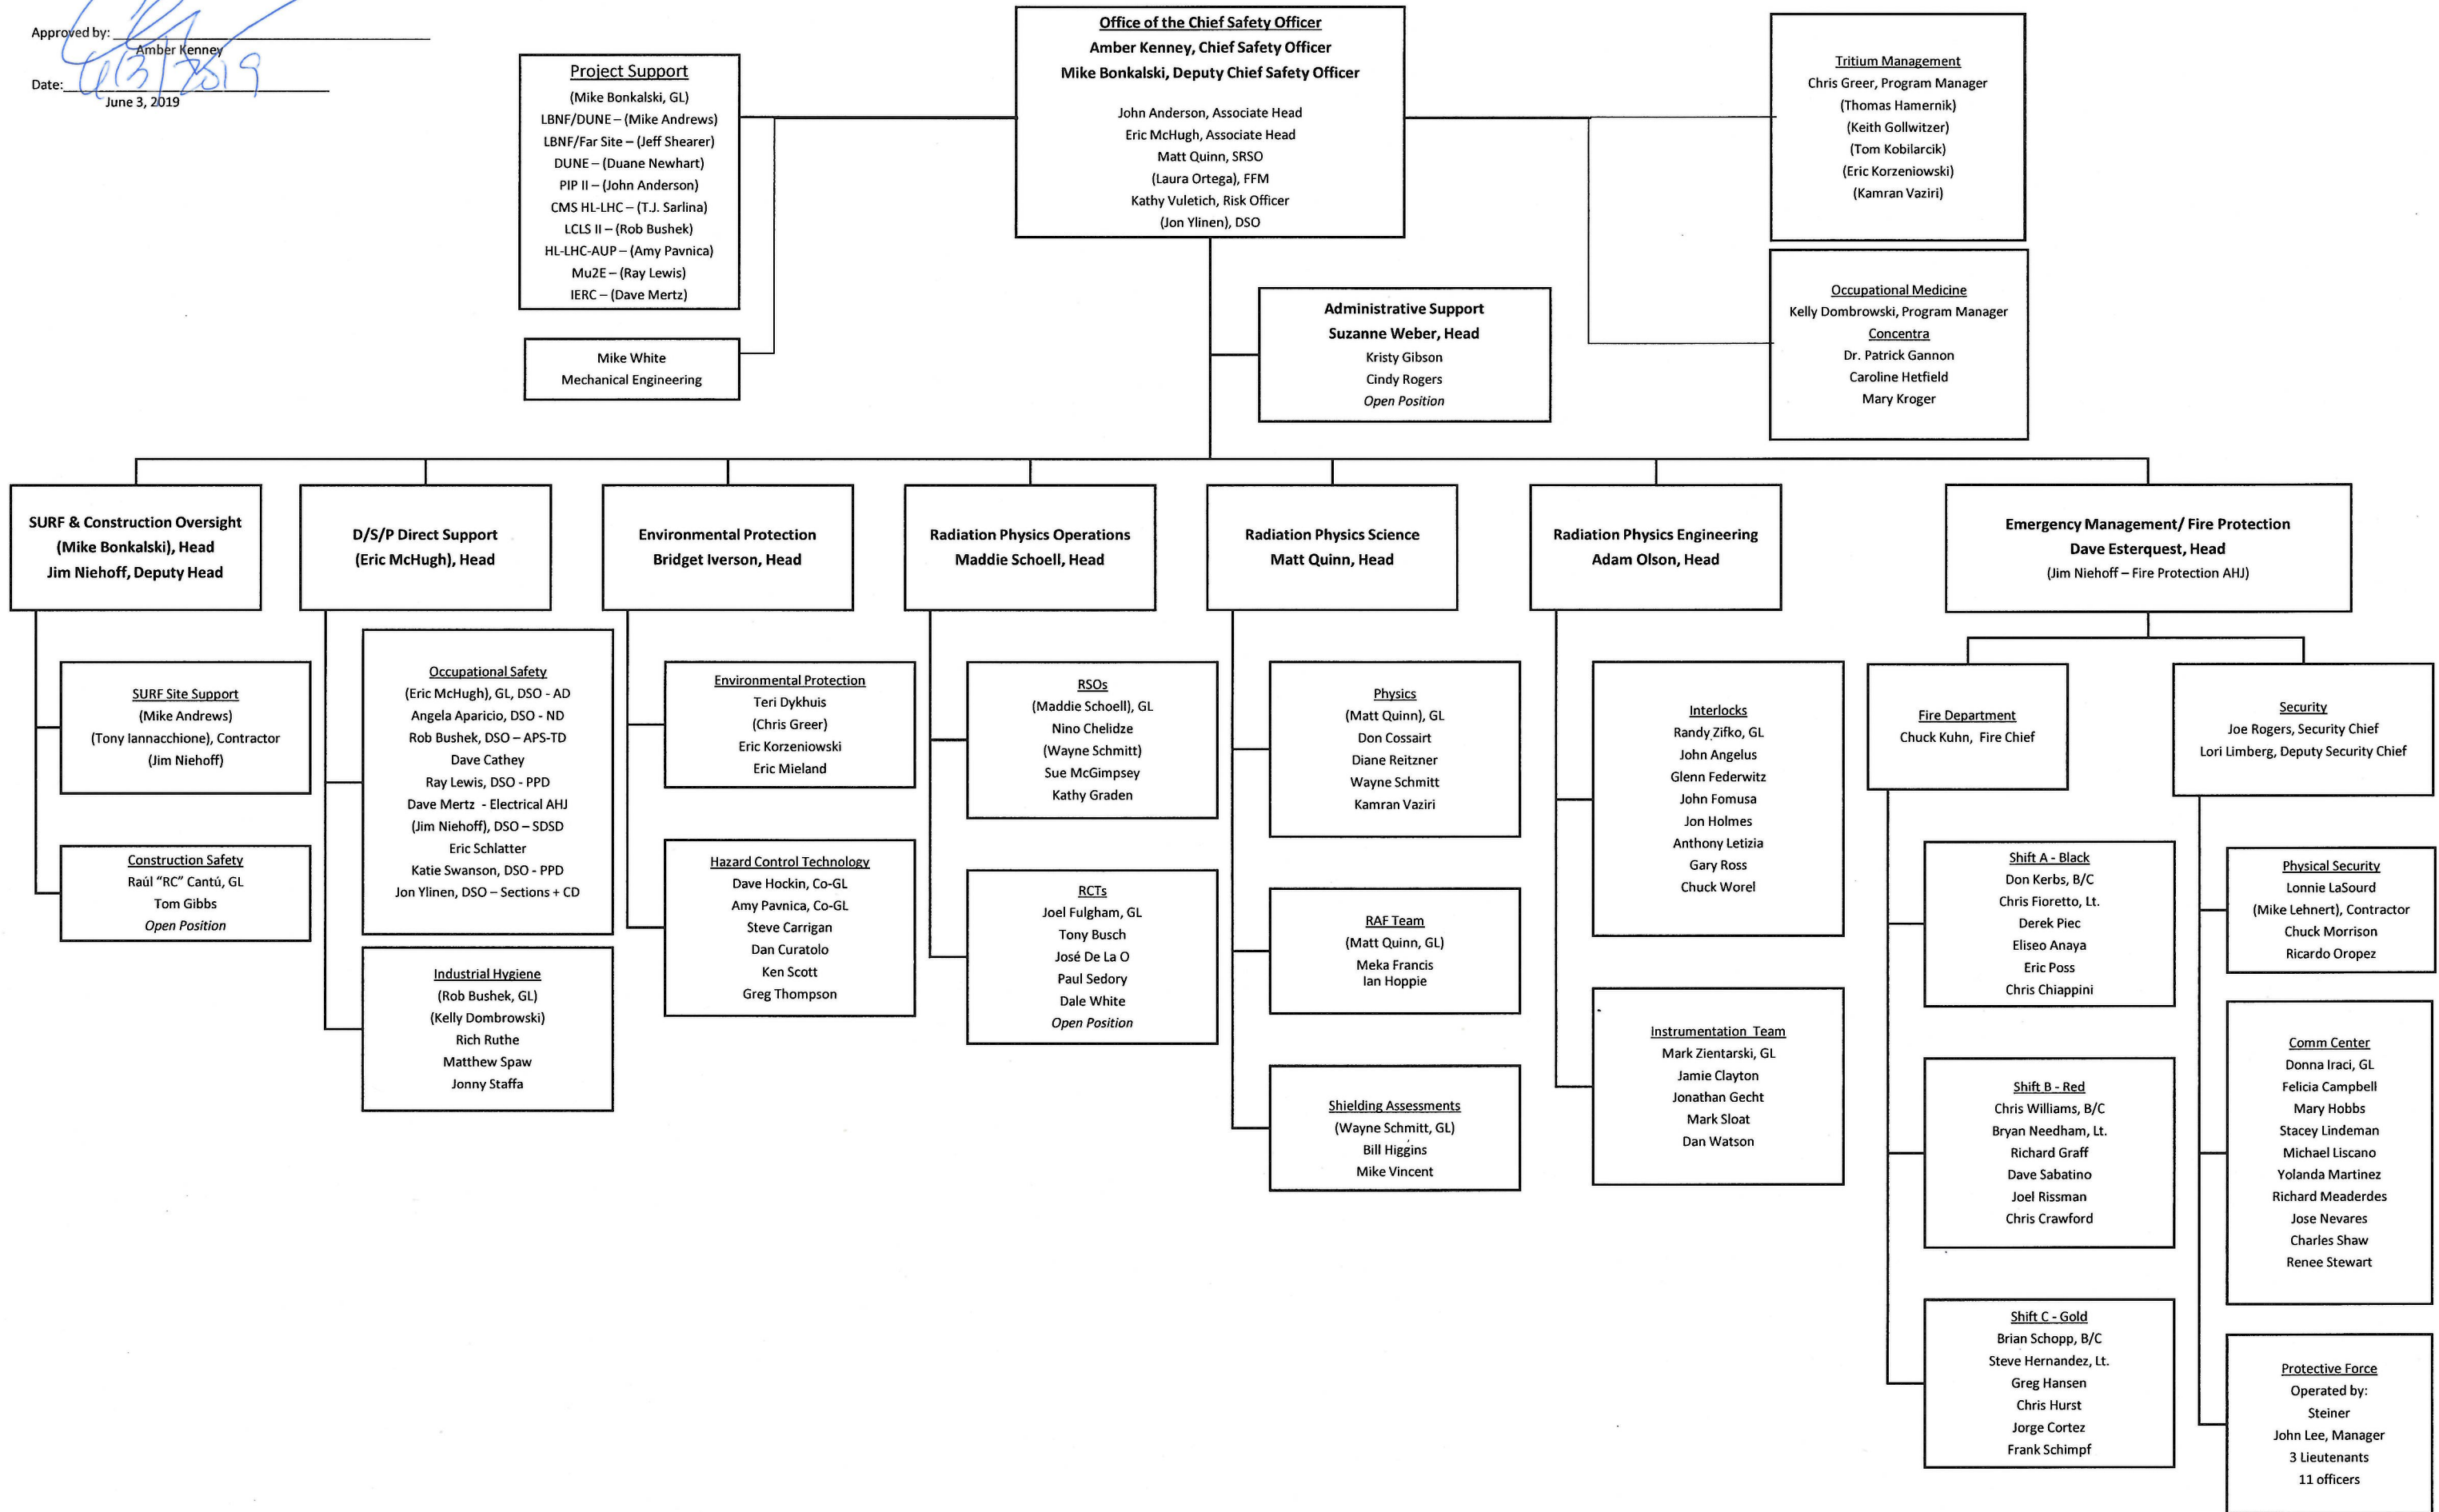 Approved by:
Amber Kenney
6/3/2019
Date:
June 3, 2019
Project Support
(Mike Bonkalski, GL)
LBNF/DUNE – (Mike Andrews)
LBNF/Far Site – (Jeff Shearer)
DUNE – (Duane Newhart)
PIP II – (John Anderson)
CMS HL-LHC – (T.J. Sarlina)
LCLS II – (Rob Bushek)
HL-LHC-AUP – (Amy Pavnica)
Mu2E – (Ray Lewis)
IERC – (Dave Mertz)
Mike White
Mechanical Engineering
Office of the Chief Safety Officer
Amber Kenney, Chief Safety Officer
Mike Bonkalski, Deputy Chief Safety Officer
John Anderson, Associate Head
Eric McHugh, Associate Head
Matt Quinn, SRSO
(Laura Ortega), FFM
Kathy Vuletich, Risk Officer
(Jon Ylinen), DSO
Administrative Support
Suzanne Weber, Head
Kristy Gibson
Cindy Rogers
Open Position
Tritium Management
Chris Greer, Program Manager
(Thomas Hamernik)
(Keith Gollwitzer)
(Tom Kobilarcik)
(Eric Korzeniowski)
(Kamran Vaziri)
Occupational Medicine
Kelly Dombrowski, Program Manager
Concentra
Dr. Patrick Gannon
Caroline Hetfield
Mary Kroger
SURF & Construction Oversight
(Mike Bonkalski), Head
Jim Niehoff, Deputy Head
SURF Site Support
(Mike Andrews)
(Tony Iannacchione), Contractor
(Jim Niehoff)
Construction Safety
Raúl "RC" Cantú, GL
Tom Gibbs
Open Position
D/S/P Direct Support
(Eric McHugh), Head
Occupational Safety
(Eric McHugh), GL, DSO - AD
Angela Aparicio, DSO - ND
Rob Bushek, DSO – APS-TD
Dave Cathey
Ray Lewis, DSO - PPD
Dave Mertz - Electrical AHJ
(Jim Niehoff), DSO – SDSD
Eric Schlatter
Katie Swanson, DSO - PPD
Jon Ylinen, DSO – Sections + CD
Industrial Hygiene
(Rob Bushek, GL)
(Kelly Dombrowski)
Rich Ruthe
Matthew Spaw
Jonny Staffa
Environmental Protection
Bridget Iverson, Head
Environmental Protection
Teri Dykhuis
(Chris Greer)
Eric Korzeniowski
Eric Mieland
Hazard Control Technology
Dave Hockin, Co-GL
Amy Pavnica, Co-GL
Steve Carrigan
Dan Curatolo
Ken Scott
Greg Thompson
Radiation Physics Operations
Maddie Schoell, Head
RSOs
(Maddie Schoell), GL
Nino Chelidze
(Wayne Schmitt)
Sue McGimpsey
Kathy Graden
RCTs
Joel Fulgham, GL
Tony Busch
José De La O
Paul Sedory
Dale White
Open Position
Radiation Physics Science
Matt Quinn, Head
Physics
(Matt Quinn), GL
Don Cossairt
Diane Reitzner
Wayne Schmitt
Kamran Vaziri
RAF Team
(Matt Quinn, GL)
Meka Francis
Ian Hoppie
Shielding Assessments
(Wayne Schmitt, GL)
Bill Higgins
Mike Vincent
Radiation Physics Engineering
Adam Olson, Head
Interlocks
Randy Zifko, GL
John Angelus
Glenn Federwitz
John Fomusa
Jon Holmes
Anthony Letizia
Gary Ross
Chuck Worel
Instrumentation Team
Mark Zientarski, GL
Jamie Clayton
Jonathan Gecht
Mark Sloat
Dan Watson
Emergency Management/ Fire Protection
Dave Esterquest, Head
(Jim Niehoff – Fire Protection AHJ)
Fire Department
Chuck Kuhn, Fire Chief
Shift A - Black
Don Kerbs, B/C
Chris Fioretto, Lt.
Derek Piec
Eliseo Anaya
Eric Poss
Chris Chiappini
Shift B - Red
Chris Williams, B/C
Bryan Needham, Lt.
Richard Graff
Dave Sabatino
Joel Rissman
Chris Crawford
Shift C - Gold
Brian Schopp, B/C
Steve Hernandez, Lt.
Greg Hansen
Chris Hurst
Jorge Cortez
Frank Schimpf
Security
Joe Rogers, Security Chief
Lori Limberg, Deputy Security Chief
Physical Security
Lonnie LaSourd
(Mike Lehnert), Contractor
Chuck Morrison
Ricardo Oropez
Comm Center
Donna Iraci, GL
Felicia Campbell
Mary Hobbs
Stacey Lindeman
Michael Liscano
Yolanda Martinez
Richard Meaderdes
Jose Nevares
Charles Shaw
Renee Stewart
Protective Force
Operated by:
Steiner
John Lee, Manager
3 Lieutenants
11 officers